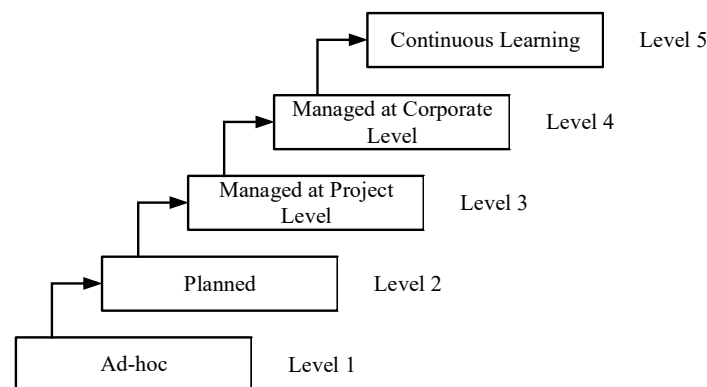 Continuous Learning
Level 5
Managed at Corporate
Level
Level 4
Managed at Project
Level
Level 3
Planned
Level 2
Ad-hoc
Level 1